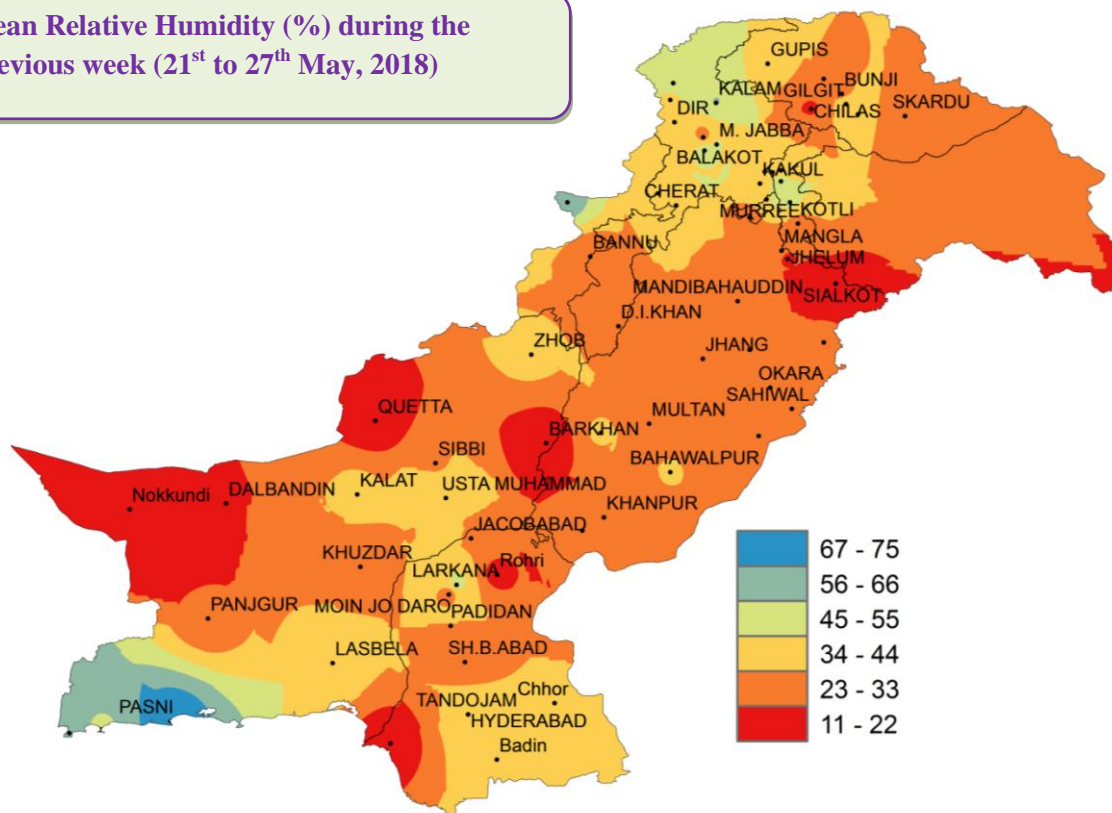 ean Relative Humidity (%) during the
evious week (21st to 27th May, 2018)
GUPIS
BUNJI
KALAM
GILGIT
CHILAS
SKARDU
DIR
M. JABBA
BALAKOT
KAKUL
CHERAT
MURREE
KOTLI
BANNU
MANGLA
JHELUM
MANDIBAHAUDDIN
SIALKOT
D.I.KHAN
ZHOB
JHANG
OKARA
SAHIWAL
QUETTA
MULTAN
BARKHAN
SIBBI
BAHAWALPUR
Nokkundi
DALBANDIN
KALAT
USTA MUHAMMAD
KHANPUR
JACOBABAD
KHUZDAR
LARKANA
Rohri
PANJGUR
MOIN JO DARO
PADIDAN
LASBELA
SH.B.ABAD
PASNI
TANDOJAM
Chhor
HYDERABAD
Badin
67 - 75
56 - 66
45 - 55
34 - 44
23 - 33
11 - 22